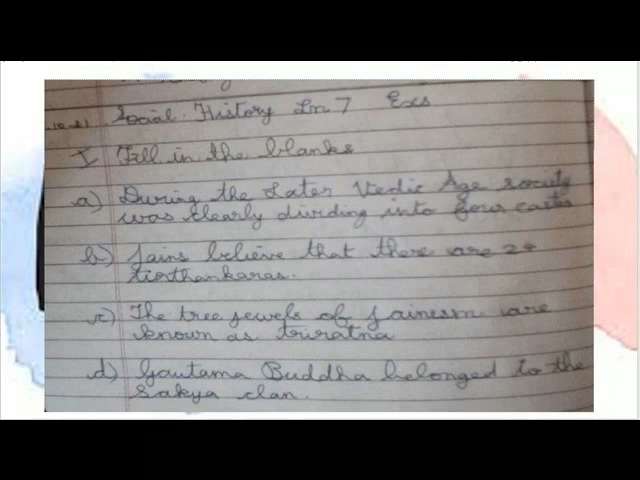 Social History Ln 7 Exs
I Fill in the blanks
a) During the Later Vedic Age society
was clearly dividing into four castes
b) Jains believe that there are 24
tirthankaras.
c) The tree jewels of Jainesm are
known as triratna
d) Gautama Buddha belonged to the
Sakya clan.